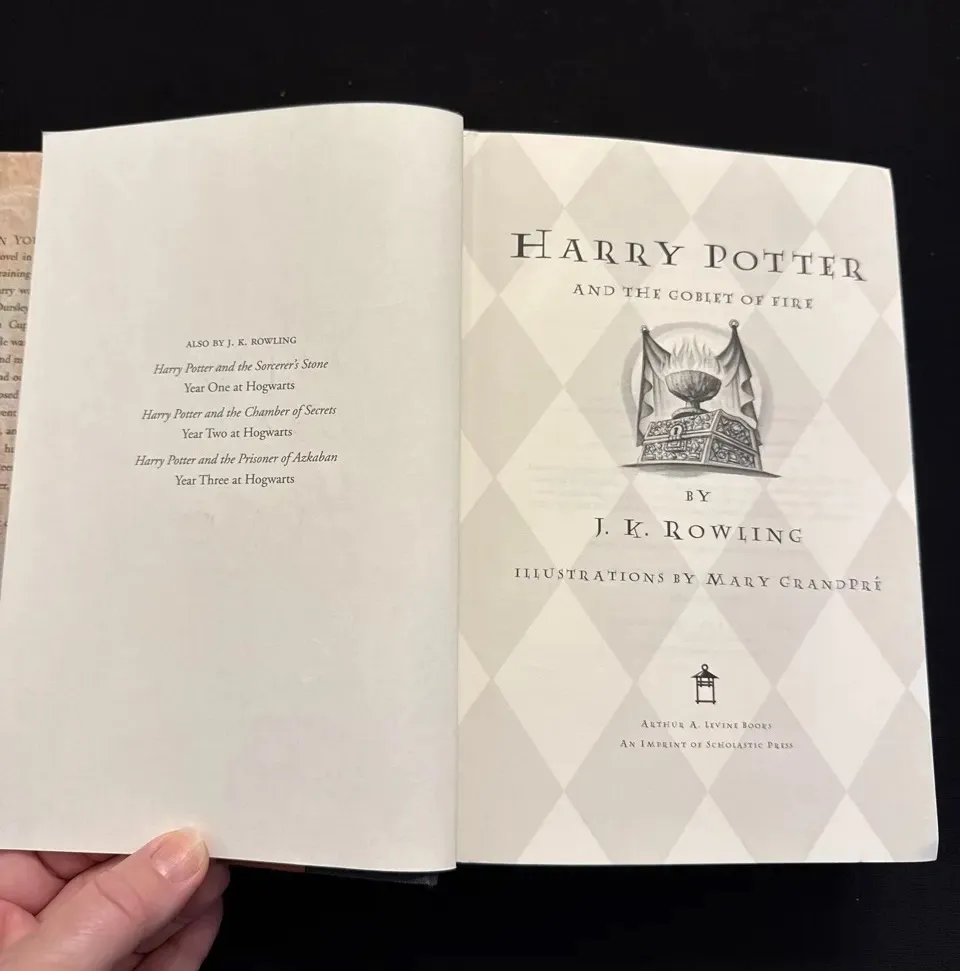 ALSO BY J. K. ROWLING
Harry Potter and the Sorcerer's Stone
Year One at Hogwarts
Harry Potter and the Chamber of Secrets
Year Two at Hogwarts
Harry Potter and the Prisoner of Azkaban
Year Three at Hogwarts
HARRY POTTER
AND THE GOBLET OF FIRE
BY
J. K. ROWLING
ILLUSTRATIONS BY MARY GRANDPRÉ
ARTHUR A. LEVINE BOOKS
AN IMPRINT OF SCHOLASTIC PRESS